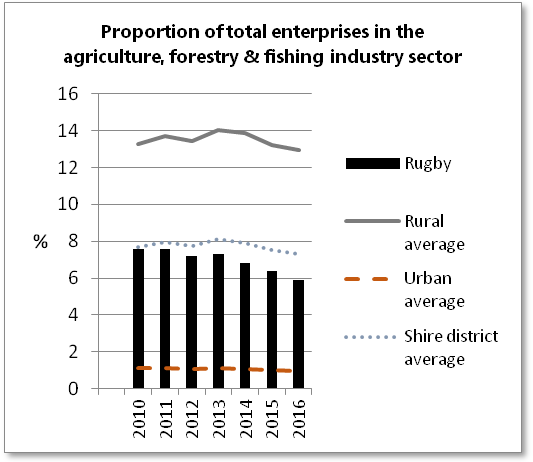 Proportion of total enterprises in the
agriculture, forestry & fishing industry sector
16
14
12
10
8
6
4
2
0
%
2010
2011
2012
2013
2014
2015
2016
Rugby
Rural
average
Urban
average
Shire district
average